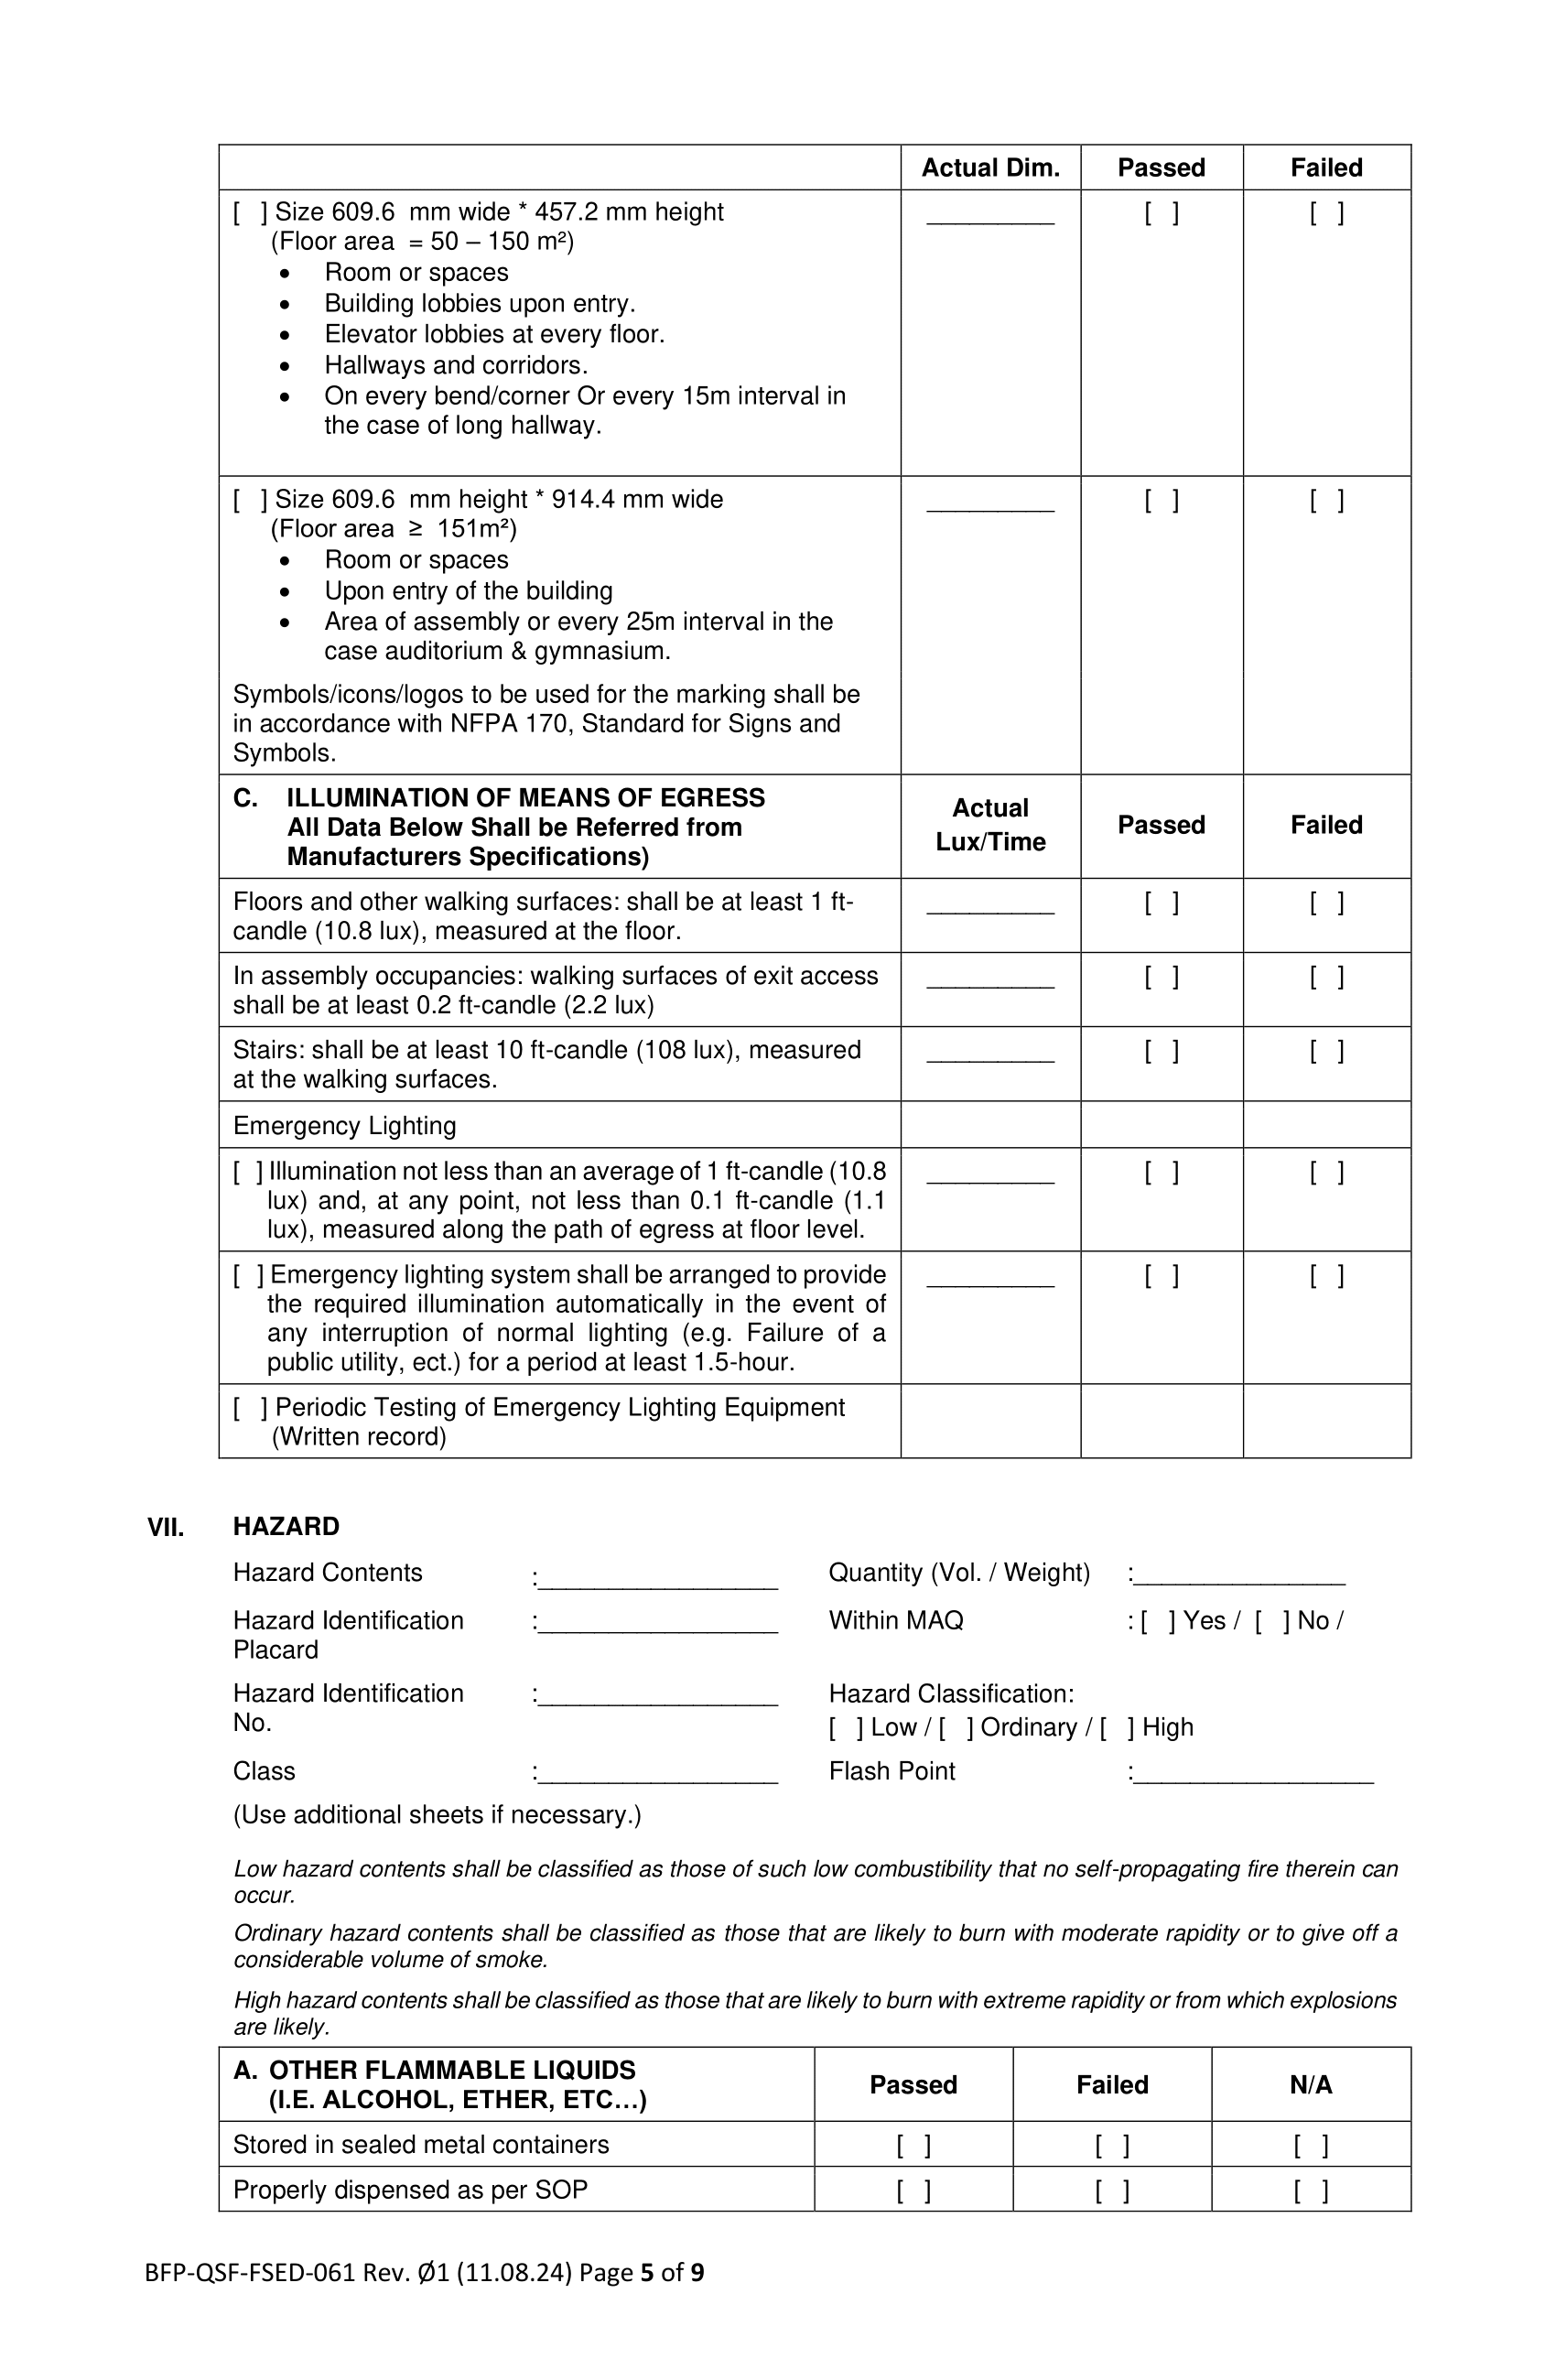 Actual Dim. Passed Failed
[ ] Size 609.6 mm wide * 457.2 mm height _________ [ ] [ ]
(Floor area = 50 – 150 m²)
• Room or spaces
• Building lobbies upon entry.
• Elevator lobbies at every floor.
• Hallways and corridors.
• On every bend/corner Or every 15m interval in
the case of long hallway.
[ ] Size 609.6 mm height * 914.4 mm wide _________ [ ] [ ]
(Floor area ≥ 151m²)
• Room or spaces
• Upon entry of the building
• Area of assembly or every 25m interval in the
case auditorium & gymnasium.
Symbols/icons/logos to be used for the marking shall be
in accordance with NFPA 170, Standard for Signs and
Symbols.
C. ILLUMINATION OF MEANS OF EGRESS
All Data Below Shall be Referred from
Manufacturers Specifications)
Actual
Lux/Time
Passed Failed
Floors and other walking surfaces: shall be at least 1 ft- _________ [ ] [ ]
candle (10.8 lux), measured at the floor.
In assembly occupancies: walking surfaces of exit access _________ [ ] [ ]
shall be at least 0.2 ft-candle (2.2 lux)
Stairs: shall be at least 10 ft-candle (108 lux), measured _________ [ ] [ ]
at the walking surfaces.
Emergency Lighting
[ ] Illumination not less than an average of 1 ft-candle (10.8 _________ [ ] [ ]
lux) and, at any point, not less than 0.1 ft-candle (1.1
lux), measured along the path of egress at floor level.
[ ] Emergency lighting system shall be arranged to provide _________ [ ] [ ]
the required illumination automatically in the event of
any interruption of normal lighting (e.g. Failure of a
public utility, ect.) for a period at least 1.5-hour.
[ ] Periodic Testing of Emergency Lighting Equipment
(Written record)
VII. HAZARD
Hazard Contents :_________________ Quantity (Vol. / Weight) :_______________
Hazard Identification :_________________ Within MAQ : [ ] Yes / [ ] No /
Placard
Hazard Identification :_________________ Hazard Classification:
No. [ ] Low / [ ] Ordinary / [ ] High
Class :_________________ Flash Point :_________________
(Use additional sheets if necessary.)
Low hazard contents shall be classified as those of such low combustibility that no self-propagating fire therein can
occur.
Ordinary hazard contents shall be classified as those that are likely to burn with moderate rapidity or to give off a
considerable volume of smoke.
High hazard contents shall be classified as those that are likely to burn with extreme rapidity or from which explosions
are likely.
A. OTHER FLAMMABLE LIQUIDS
(I.E. ALCOHOL, ETHER, ETC…)
Passed Failed N/A
Stored in sealed metal containers [ ] [ ] [ ]
Properly dispensed as per SOP [ ] [ ] [ ]
BFP-QSF-FSED-061 Rev. Ø1 (11.08.24) Page 5 of 9